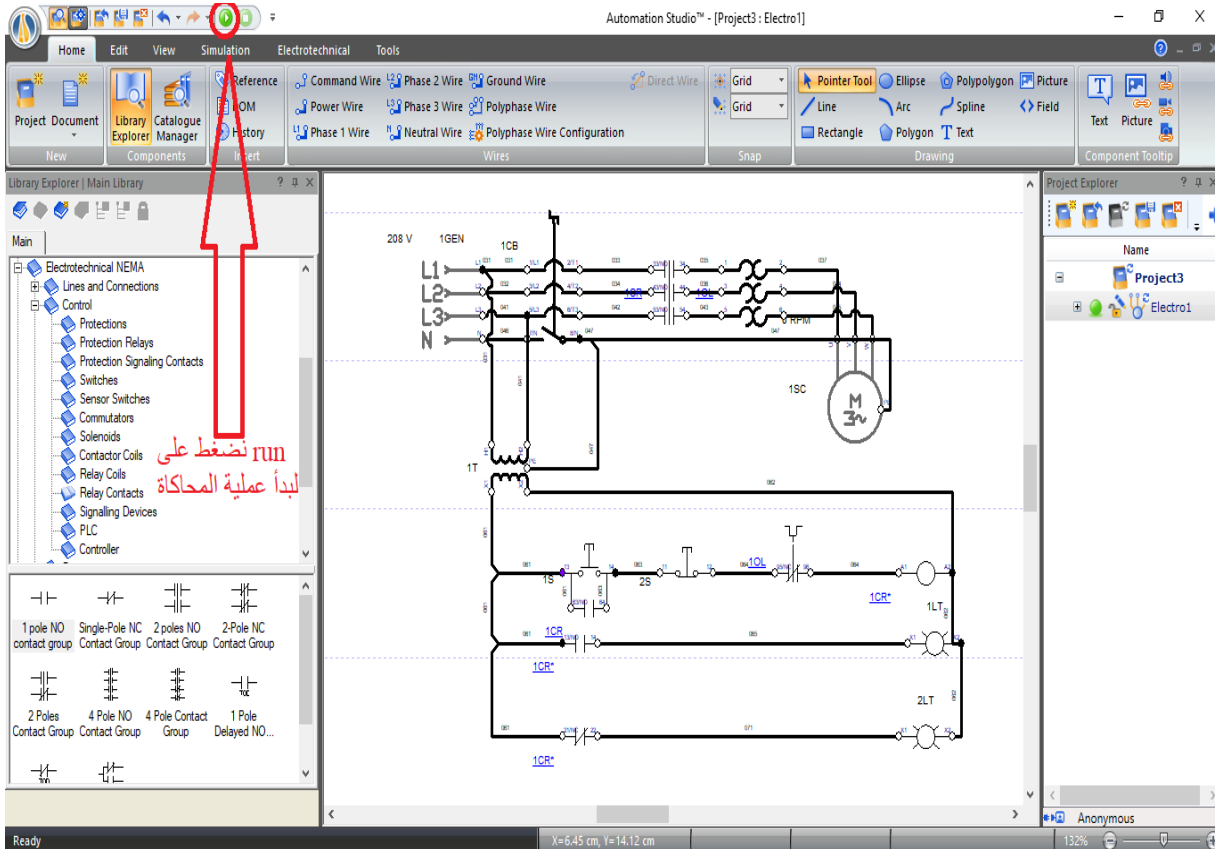 Automation Studio™ - [Project3 : Electro1]
Home Edit View Simulation Electrotechnical Tools
Project Document
New
Library Explorer
Catalogue Manager
Components
Reference
BOM
History
Insert
Command Wire Phase 2 Wire Ground Wire Direct Wire
Power Wire Phase 3 Wire Polyphase Wire
Phase 1 Wire Neutral Wire Polyphase Wire Configuration
Wires
Grid
Grid
Snap
Pointer Tool Ellipse Polypolygon Picture
Line Arc Spline Field
Rectangle Polygon Text
Drawing
Text Picture
Component Tooltip
Library Explorer | Main Library
Main
Electrotechnical NEMA
Lines and Connections
Control
Protections
Protection Relays
Protection Signaling Contacts
Switches
Sensor Switches
Commutators
Solenoids
Contactor Coils
Relay Coils
Relay Contacts
Signalling Devices
PLC
Controller
نضغط على run
لبدأ عملية المحاكاة
1 pole NO contact group
Single-Pole NC Contact Group
2 poles NO Contact Group
2-Pole NC Contact Group
2 Poles Contact Group
4 Pole NO Contact Group
4 Pole Contact Group
1 Pole Delayed NO...
208 V 1GEN
1CB
L1
L2
L3
N
1CR
1OL
RPM
1SC
M
3~
1T
1S
2S
1OL
1CR*
1LT
1CR
1CR*
2LT
1CR*
Project Explorer
Name
Project3
Electro1
Anonymous
Ready
X=6.45 cm, Y=14.12 cm
132%